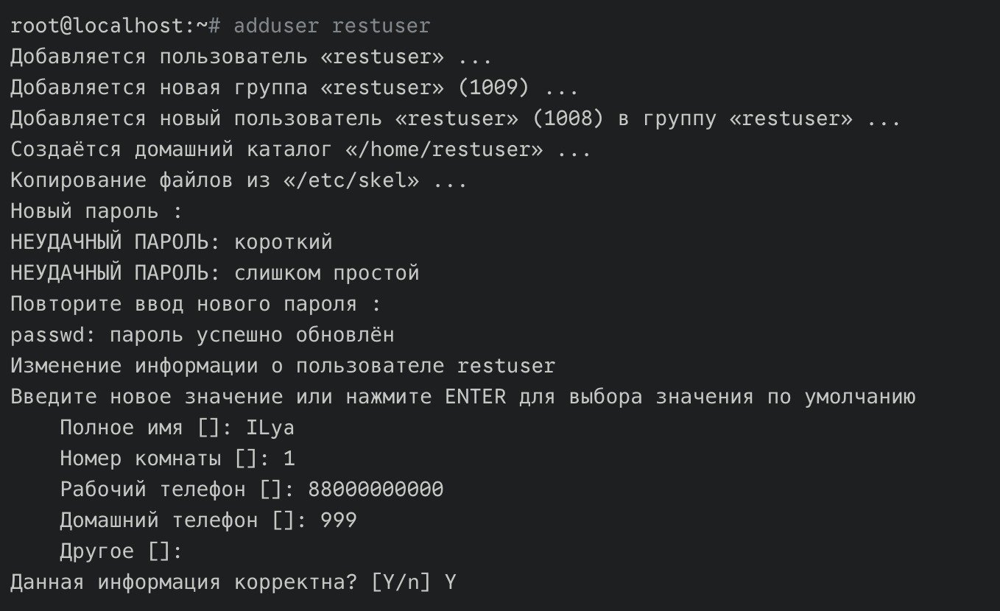 root@localhost:~# adduser restuser
Добавляется пользователь «restuser» ...
Добавляется новая группа «restuser» (1009) ...
Добавляется новый пользователь «restuser» (1008) в группу «restuser» ...
Создаётся домашний каталог «/home/restuser» ...
Копирование файлов из «/etc/skel» ...
Новый пароль :
НЕУДАЧНЫЙ ПАРОЛЬ: короткий
НЕУДАЧНЫЙ ПАРОЛЬ: слишком простой
Повторите ввод нового пароля :
passwd: пароль успешно обновлён
Изменение информации о пользователе restuser
Введите новое значение или нажмите ENTER для выбора значения по умолчанию
    Полное имя []: ILya
    Номер комнаты []: 1
    Рабочий телефон []: 88000000000
    Домашний телефон []: 999
    Другое []:
Данная информация корректна? [Y/n] Y